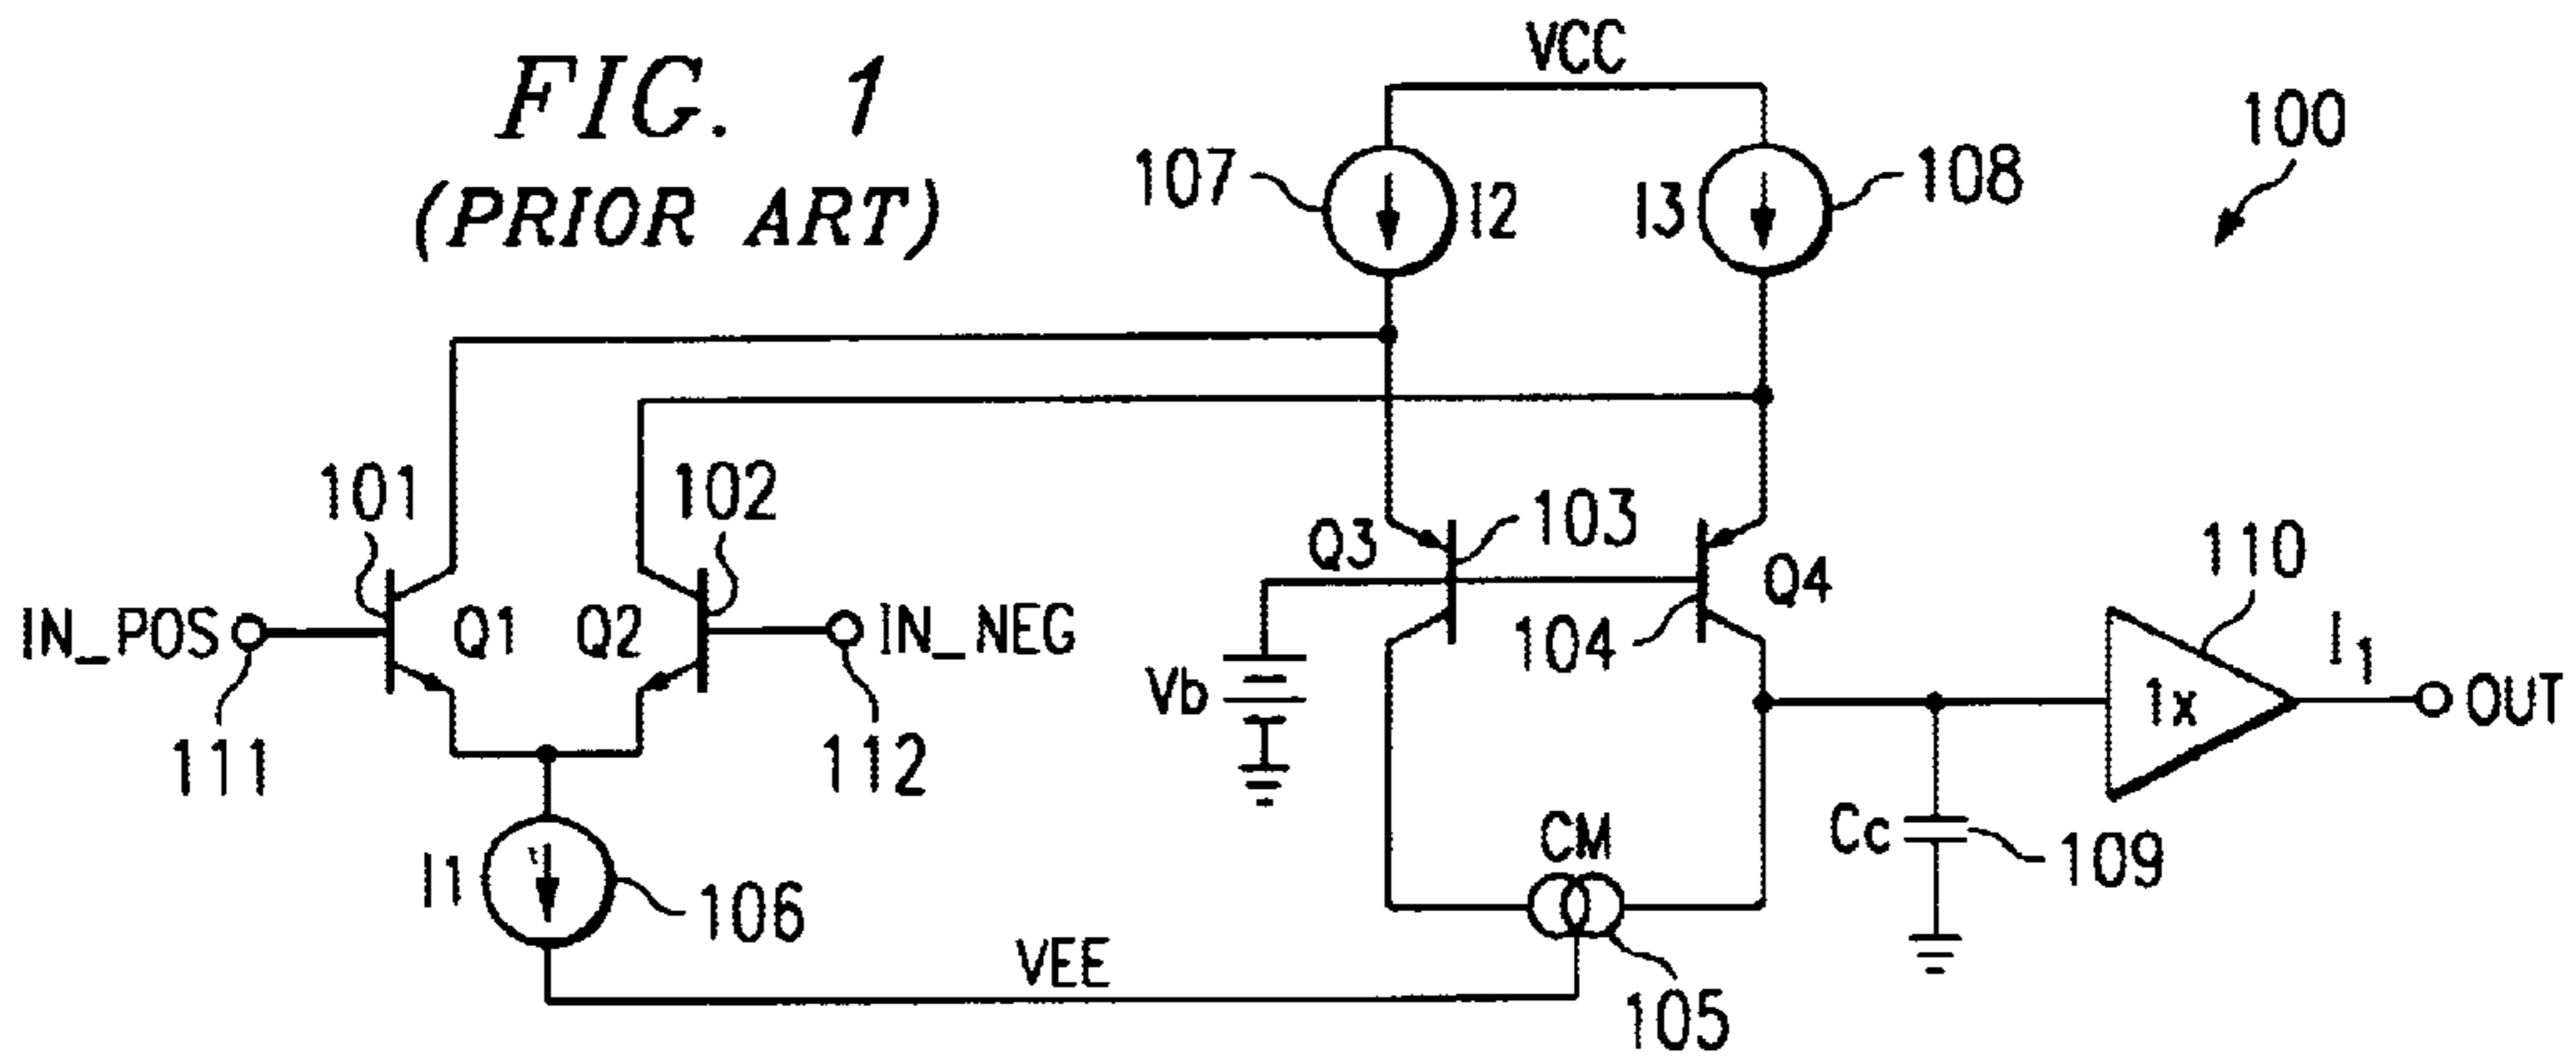 FIG. 1
(PRIOR ART)
VCC
100
107
I2
I3
108
101
102
Q3
103
Q4
104
110
IN_POS
Q1
Q2
IN_NEG
111
112
Vb
1x
I1
OUT
I1
106
CM
Cc
109
VEE
105